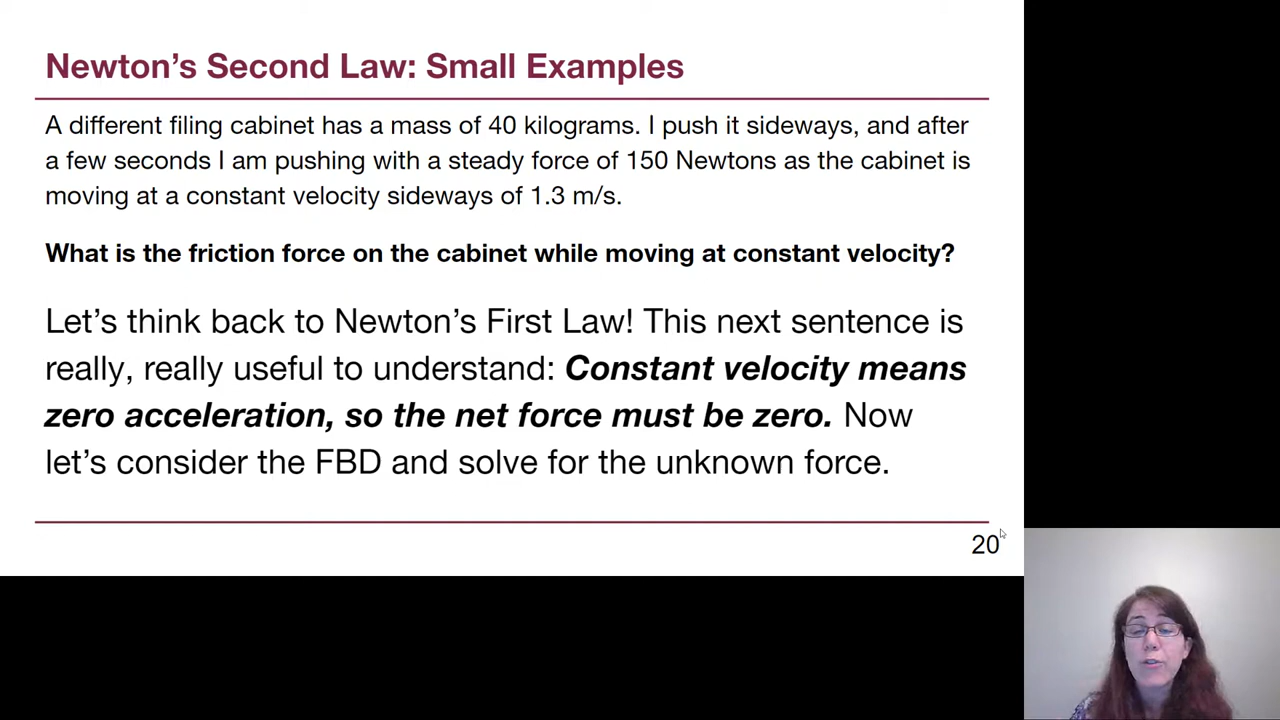 Newton’s Second Law: Small Examples
A different filing cabinet has a mass of 40 kilograms. I push it sideways, and after
a few seconds I am pushing with a steady force of 150 Newtons as the cabinet is
moving at a constant velocity sideways of 1.3 m/s.
What is the friction force on the cabinet while moving at constant velocity?
Let’s think back to Newton’s First Law! This next sentence is
really, really useful to understand: Constant velocity means
zero acceleration, so the net force must be zero. Now
let’s consider the FBD and solve for the unknown force.
20